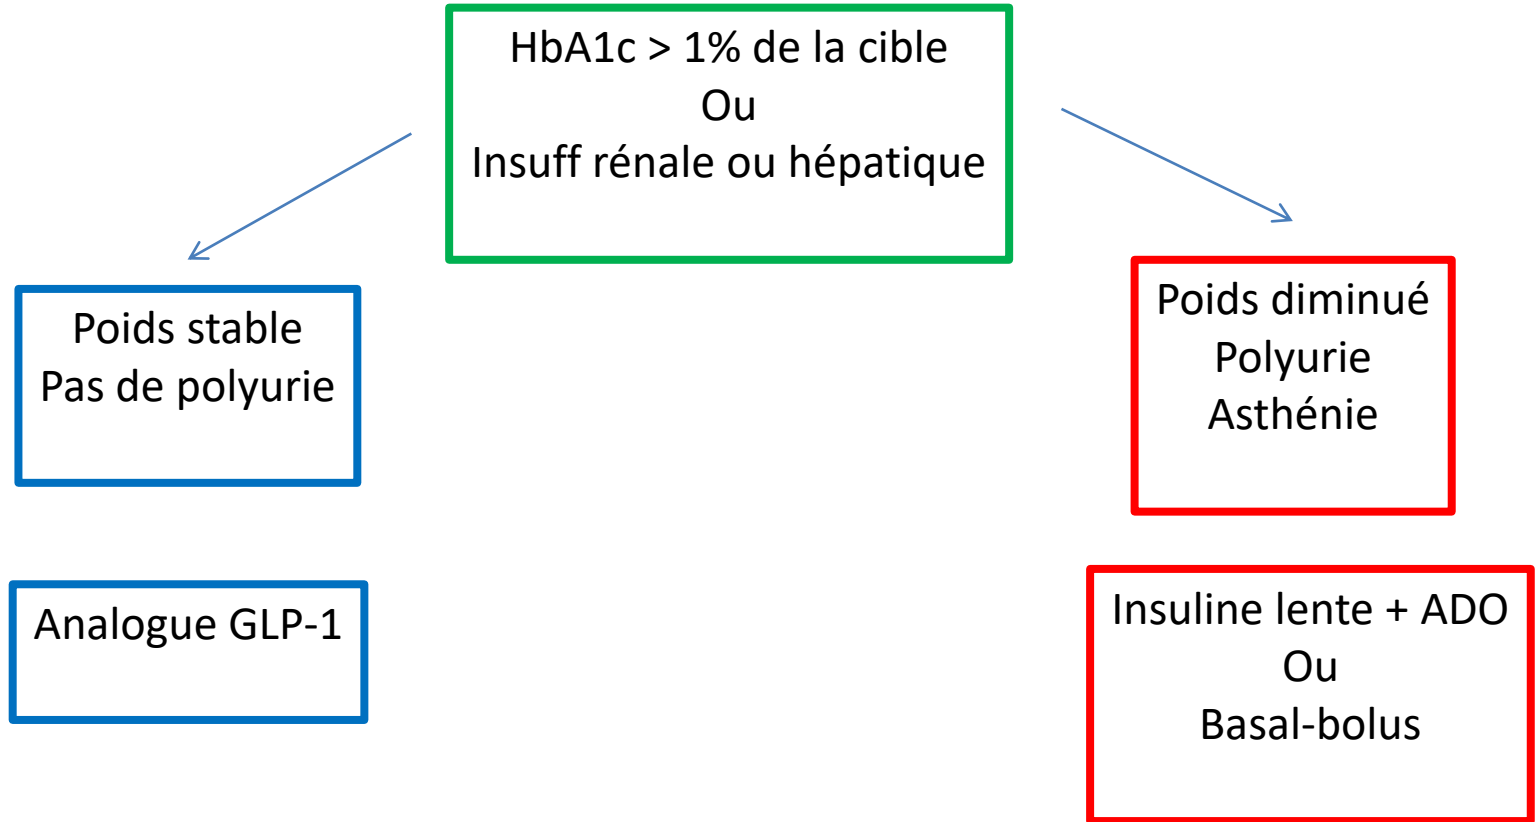 HbA1c > 1% de la cible
Ou
Insuff rénale ou hépatique
Poids stable
Pas de polyurie
Poids diminué
Polyurie
Asthénie
Analogue GLP-1
Insuline lente + ADO
Ou
Basal-bolus